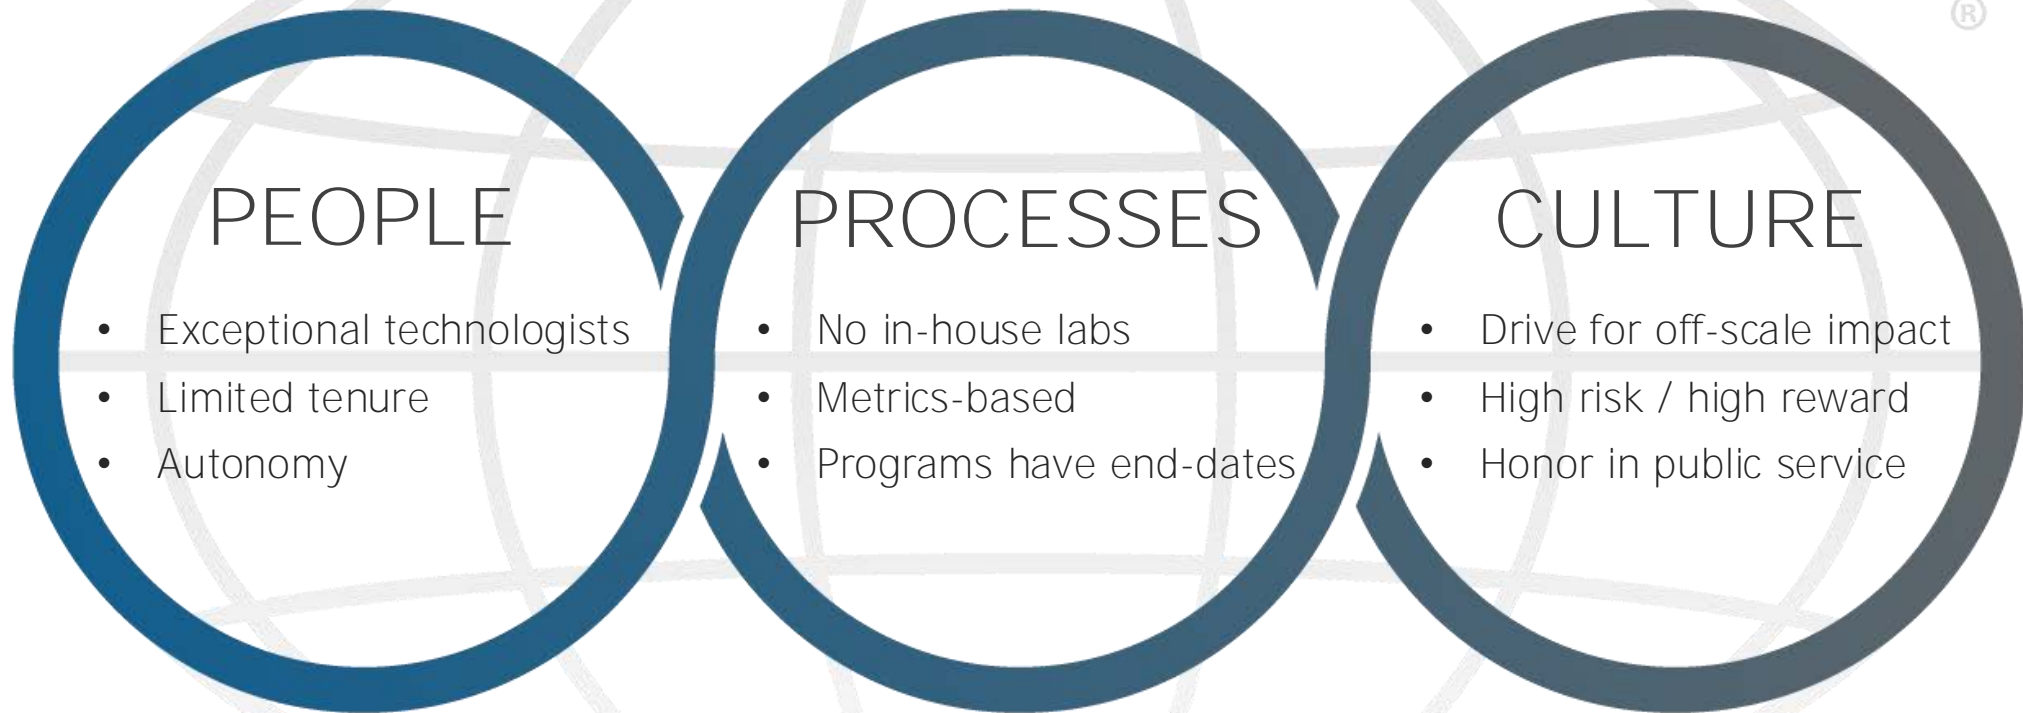 ®
PEOPLE
• Exceptional technologists
• Limited tenure
• Autonomy
PROCESSES
• No in-house labs
• Metrics-based
• Programs have end-dates
CULTURE
• Drive for off-scale impact
• High risk / high reward
• Honor in public service